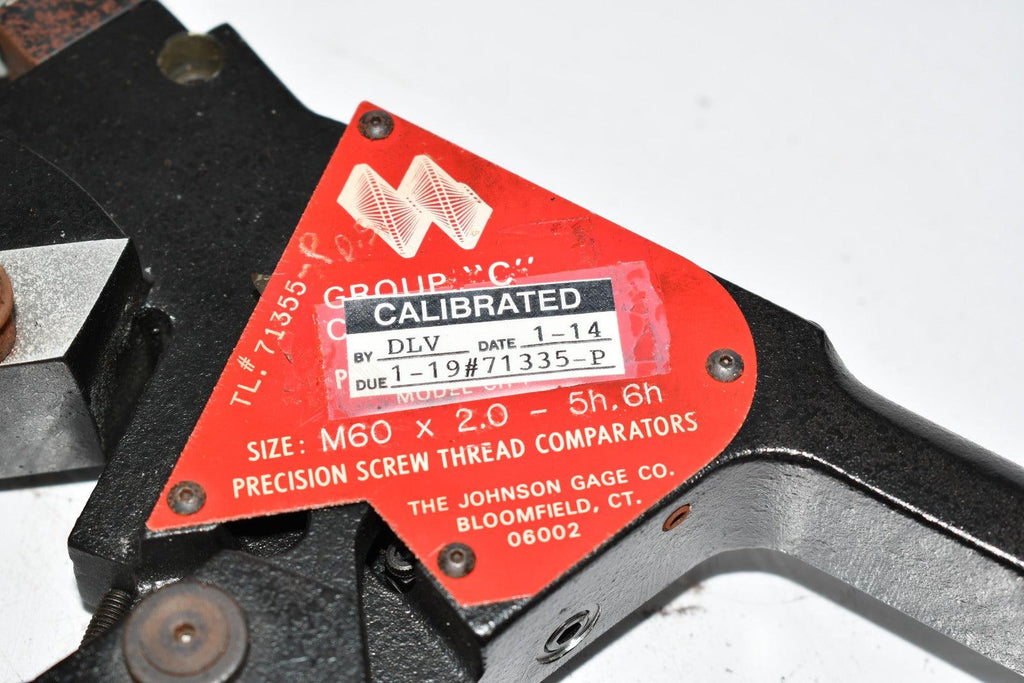 TL.# 71355-R
GROUP "C"
CALIBRATED
BY DLV DATE 1-14
DUE 1-19#71335-P
MODEL
SIZE: M60 x 2.0 - 5h, 6h
PRECISION SCREW THREAD COMPARATORS
THE JOHNSON GAGE CO.
BLOOMFIELD, CT.
06002